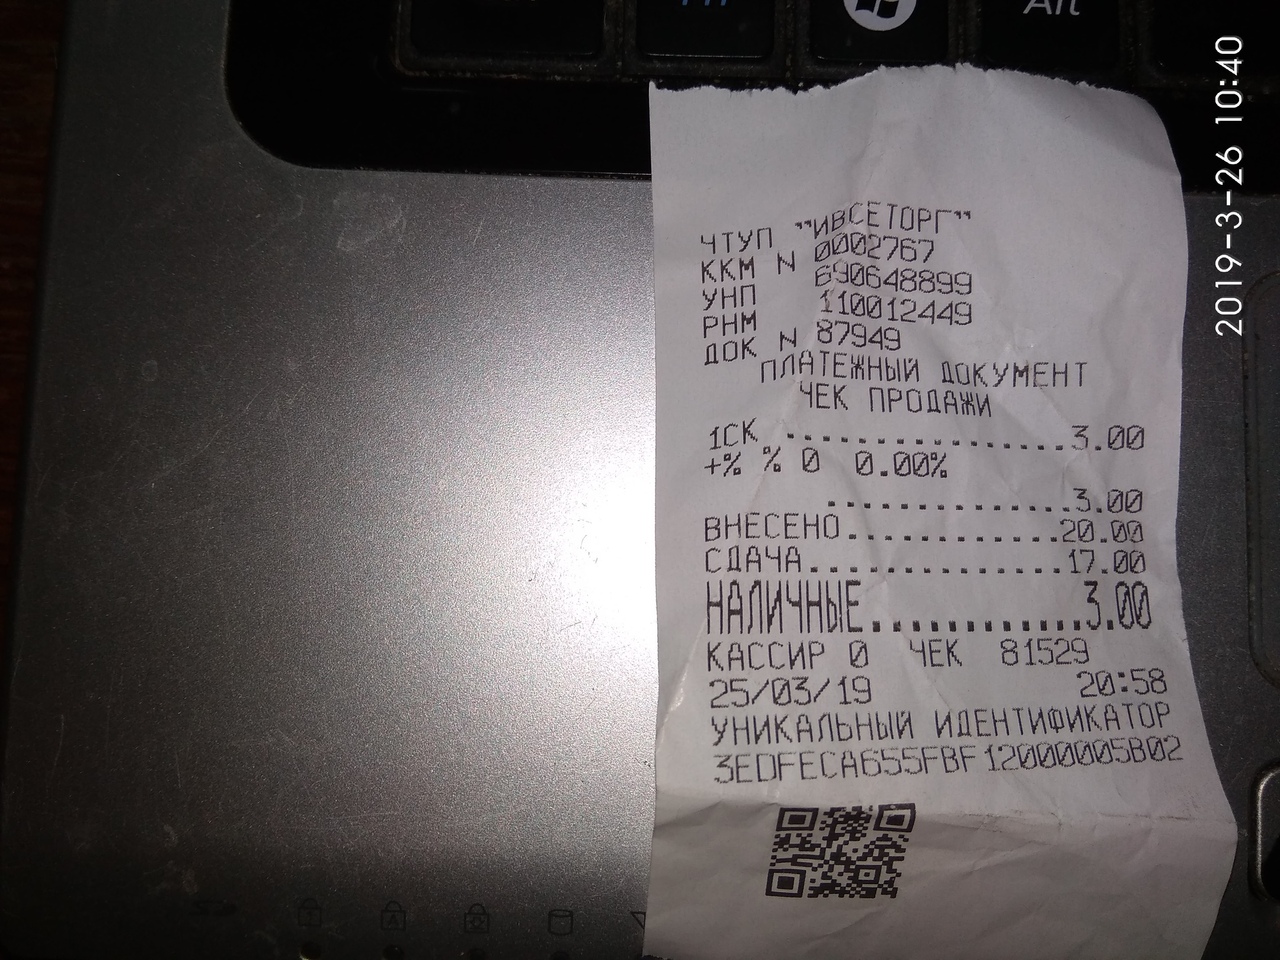 Fn
Alt
2019-3-26 10:40
ЧТУП "ИВСЕТОРГ"
ККМ N 0002767
УНП 690648899
РНМ 110012449
ДОК N 87949
ПЛАТЕЖНЫЙ ДОКУМЕНТ
ЧЕК ПРОДАЖИ
1СК ................3.00
+% % 0 0.00%
...............3.00
ВНЕСЕНО.............20.00
СДАЧА...............17.00
НАЛИЧНЫЕ............3.00
КАССИР 0 ЧЕК 81529
25/03/19 20:58
УНИКАЛЬНЫЙ ИДЕНТИФИКАТОР
3EDFECA655FBF12000005B02